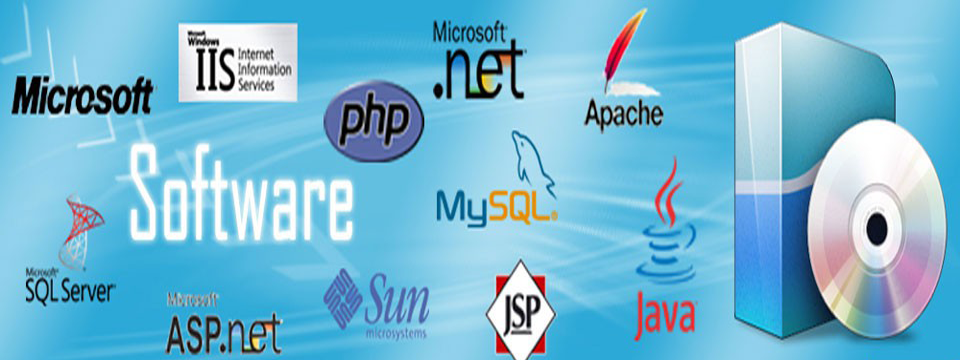 Microsoft
Microsoft
Windows
IIS
Internet
Information
Services
php
Microsoft
.net
Apache
Software
MySQL
Microsoft
SQL Server
Microsoft
ASP.net
Sun
microsystems
JSP
Java